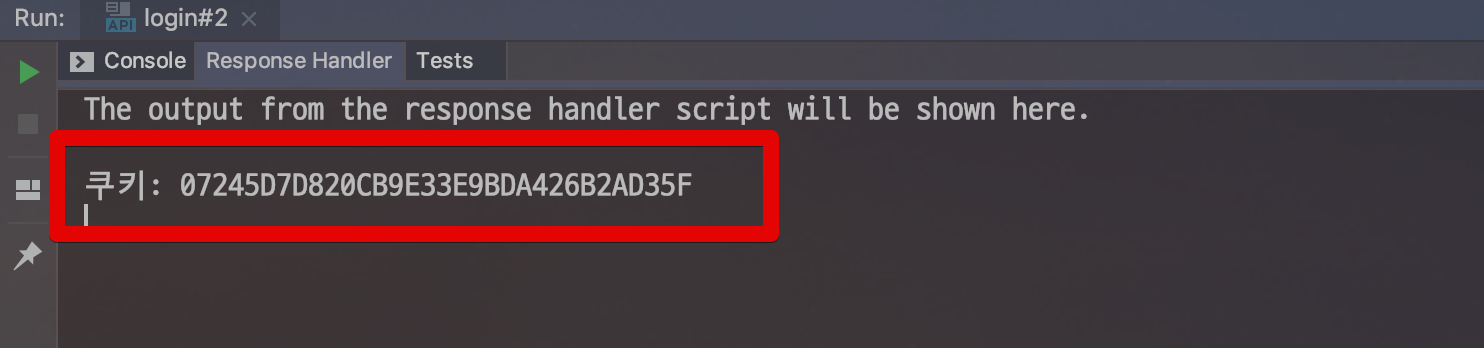 Run: login#2
API
Console Response Handler Tests
The output from the response handler script will be shown here.
쿠키: 07245D7D820CB9E33E9BDA426B2AD35F